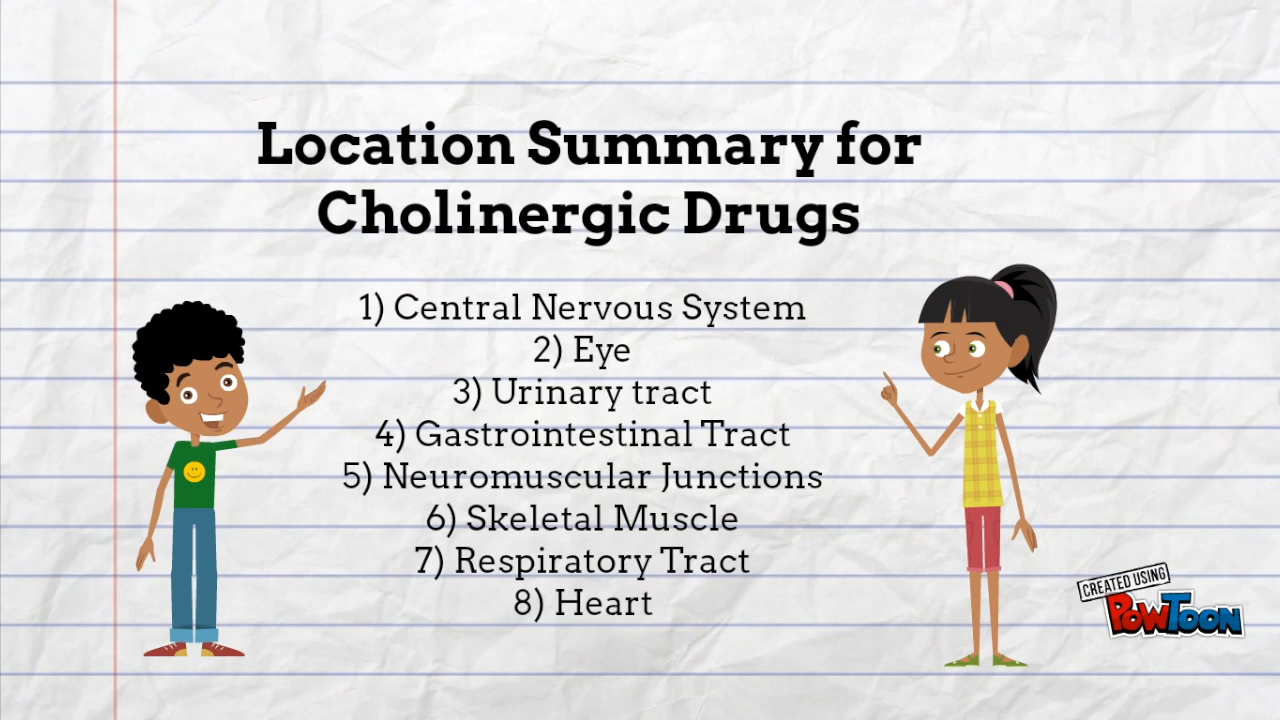 Location Summary for
Cholinergic Drugs
1) Central Nervous System
2) Eye
3) Urinary tract
4) Gastrointestinal Tract
5) Neuromuscular Junctions
6) Skeletal Muscle
7) Respiratory Tract
8) Heart
CREATED USING
PowToon